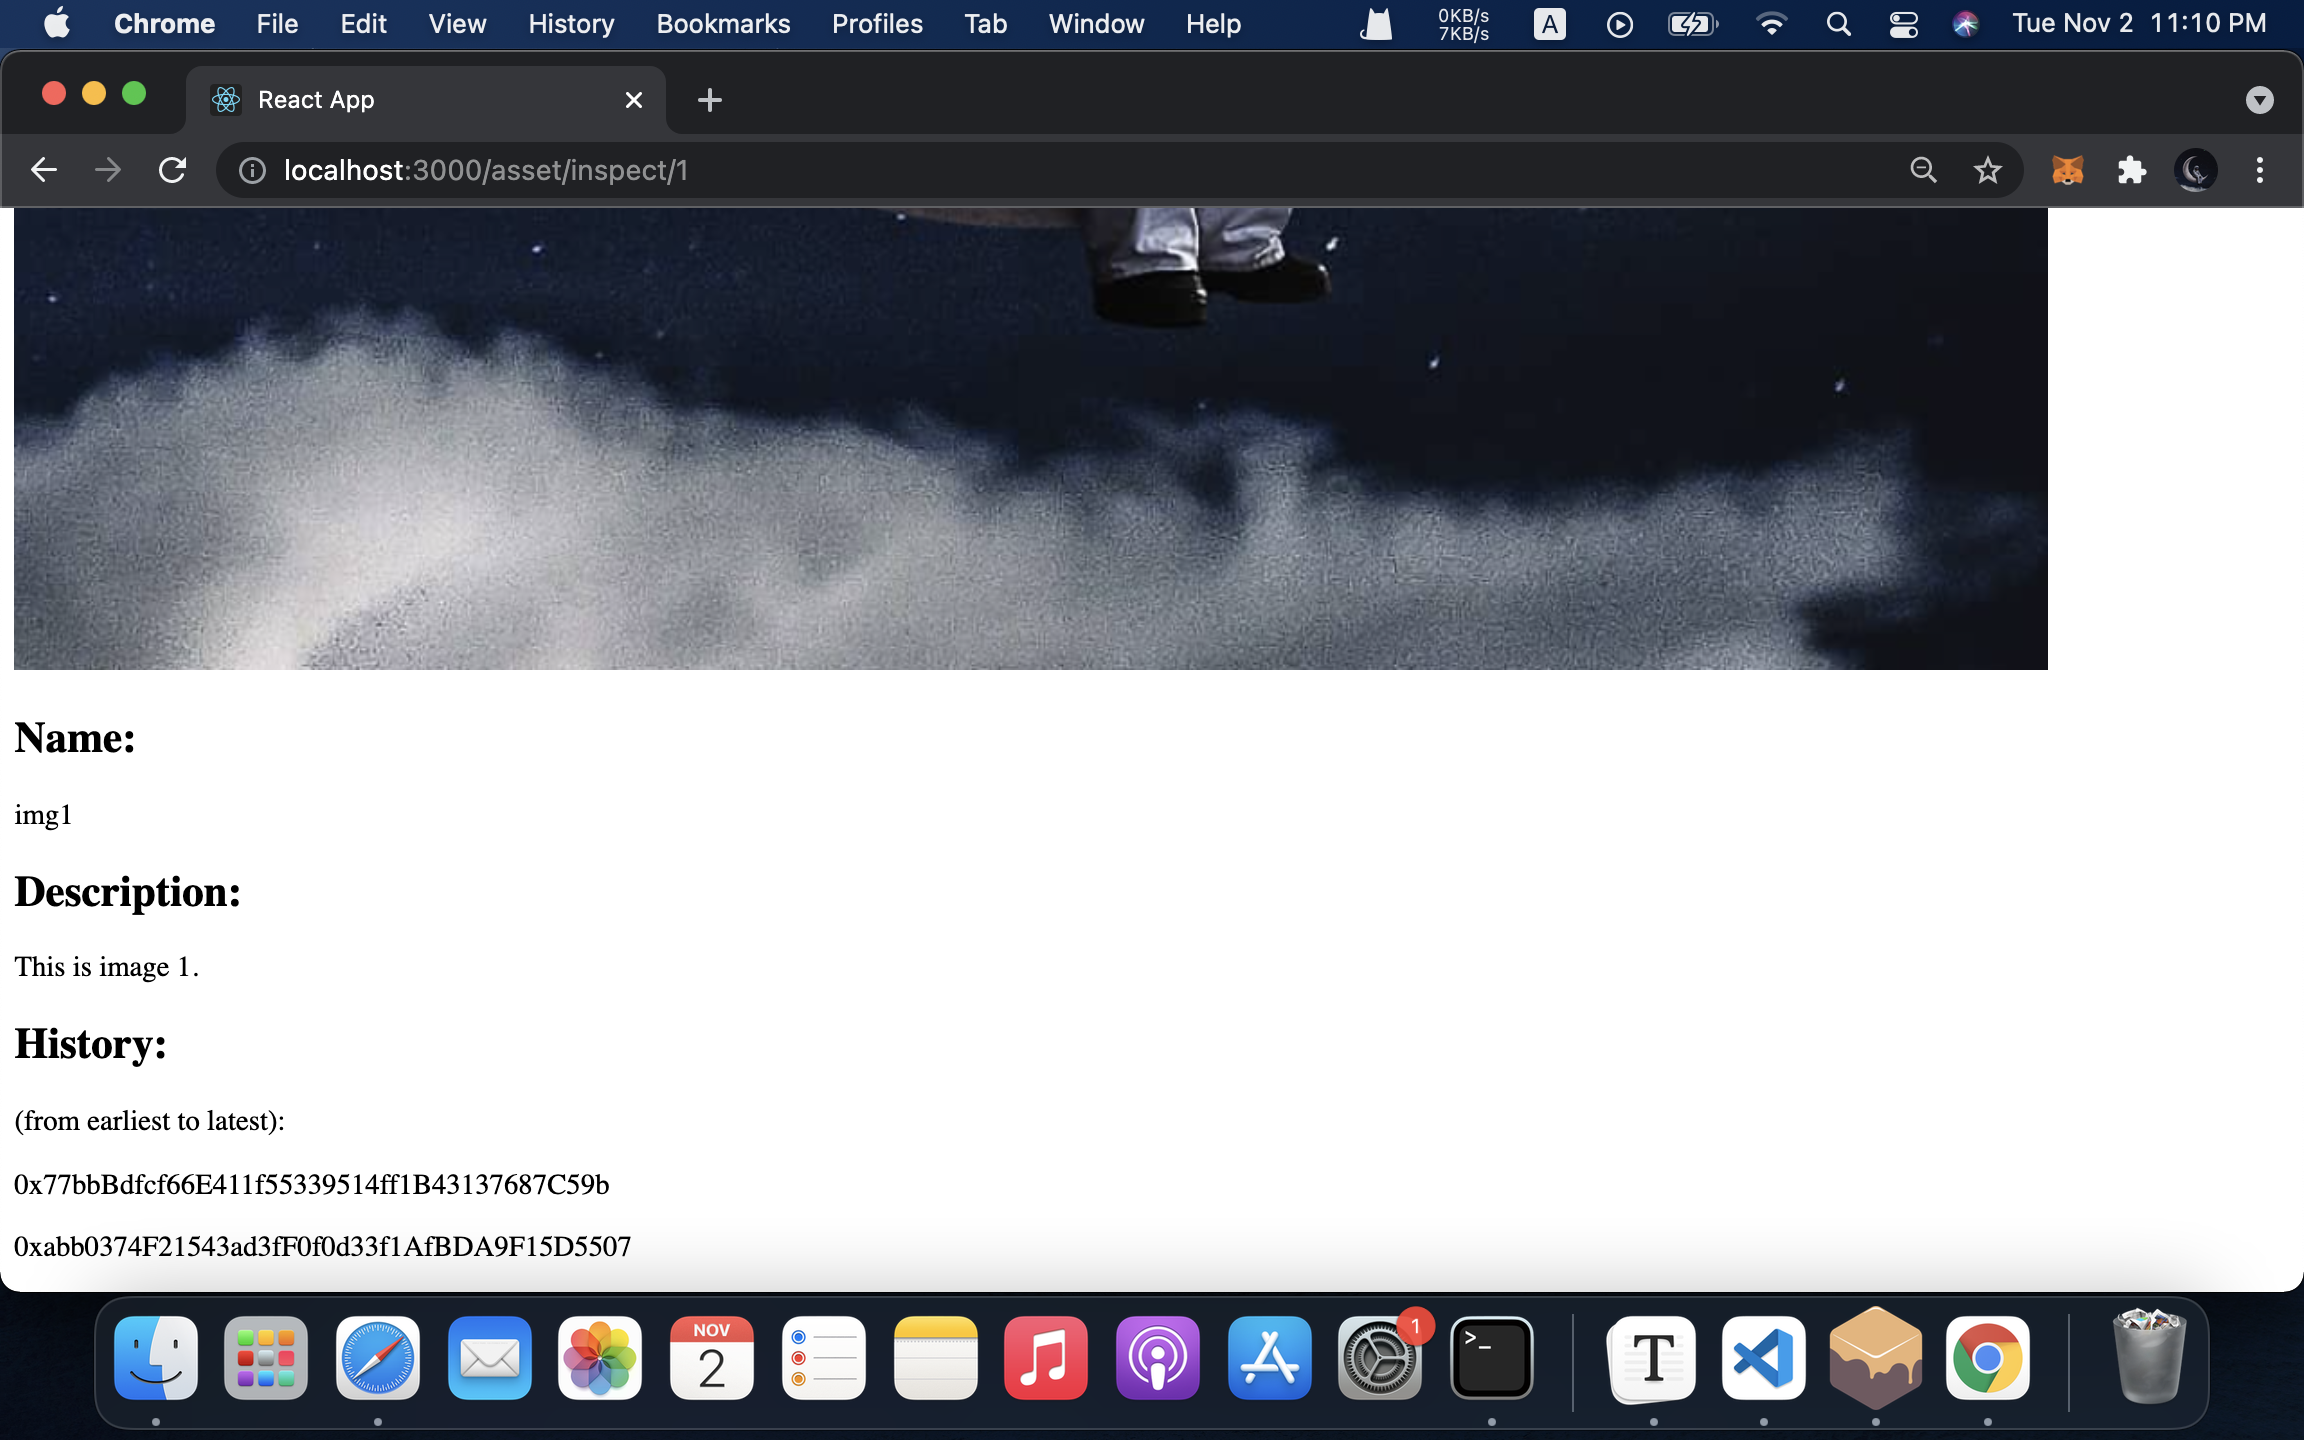 Chrome File Edit View History Bookmarks Profiles Tab Window Help 0KB/s 7KB/s A Tue Nov 2 11:10 PM
React App
localhost:3000/asset/inspect/1
Name:
img1
Description:
This is image 1.
History:
(from earliest to latest):
0x77bbBdfcf66E411f55339514ff1B43137687C59b
0xabb0374F21543ad3fF0f0d33f1AfBDA9F15D5507
NOV
2
1
>_
T